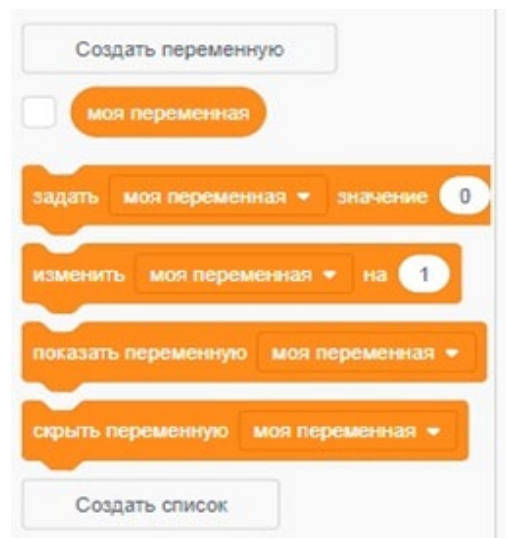 Создать переменную
моя переменная
задать моя переменная значение 0
изменить моя переменная на 1
показать переменную моя переменная
скрыть переменную моя переменная
Создать список